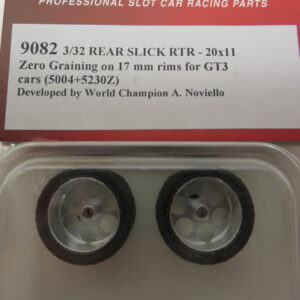 PROFESSIONAL SLOT CAR RACING PARTS
9082 3/32 REAR SLICK RTR - 20x11
Zero Graining on 17 mm rims for GT3
cars (5004+5230Z)
Developed by World Champion A. Noviello